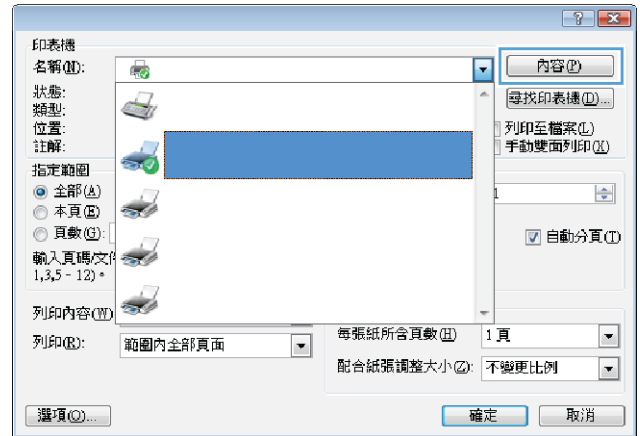 印表機
名稱(N):
內容(P)
狀態:
尋找印表機(D)...
類型:
位置:
列印至檔案(L)
註解:
手動雙面列印(X)
指定範圍
全部(A)
1
本頁(E)
頁數(G):
自動分頁(T)
輸入頁碼/文件
1,3,5 - 12)。
列印內容(W)
列印(R):
範圍內全部頁面
每張紙所含頁數(H)
1 頁
配合紙張調整大小(Z):
不變更比例
選項(O)...
確定
取消